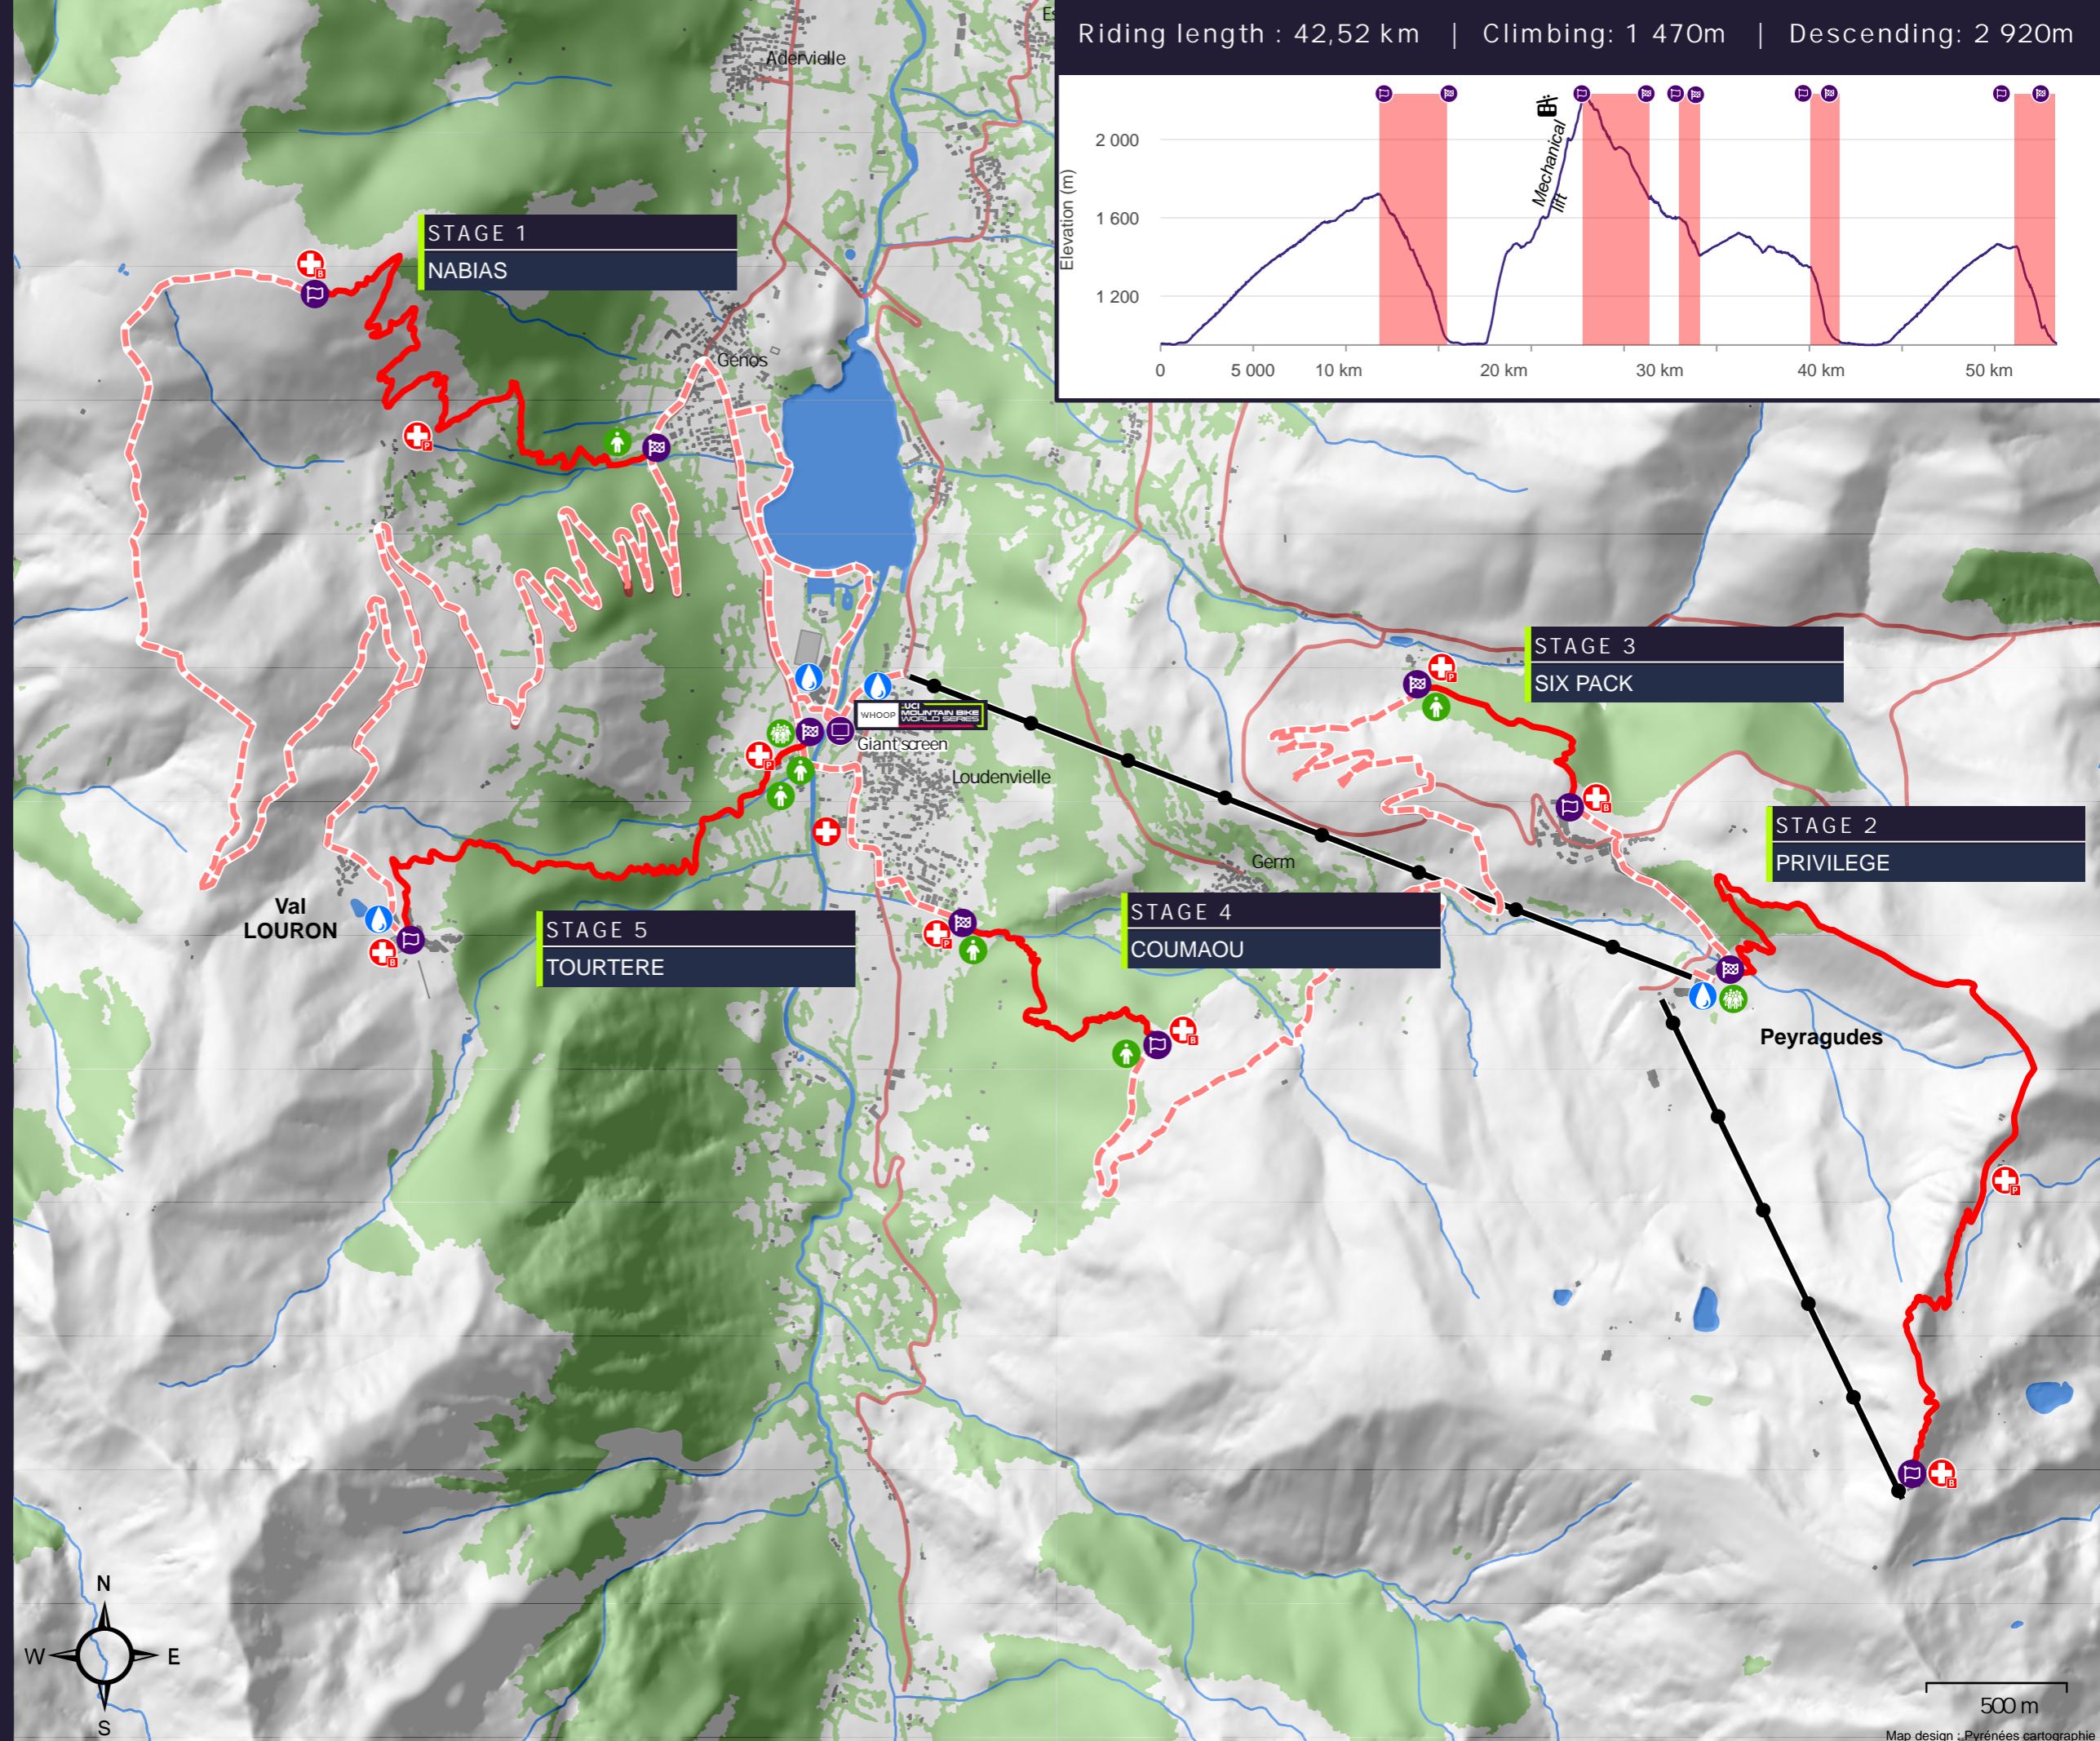 Riding length : 42,52 km | Climbing: 1 470m | Descending: 2 920m
Elevation (m)
2 000
1 600
1 200
Mechanical
lift
0
5 000
10 km
20 km
30 km
40 km
50 km
Adervielle
Es
STAGE 1
NABIAS
Génos
B
P
STAGE 3
SIX PACK
P
WHOOP
UCI
MOUNTAIN BIKE
WORLD SERIES
Giant screen
P
Loudenvielle
B
STAGE 2
PRIVILEGE
Germ
Val
LOURON
B
STAGE 5
TOURTERE
P
STAGE 4
COUMAOU
B
Peyragudes
P
B
N
W
E
S
500 m
Map design : Pyrénées cartographie